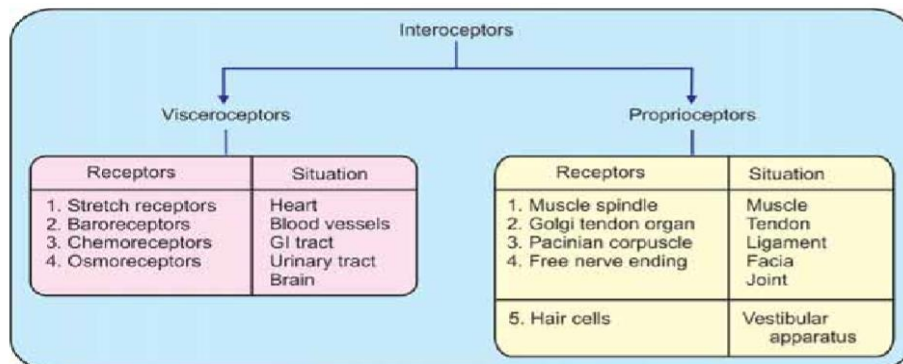 Interoceptors
Visceroceptors
Receptors Situation
1. Stretch receptors Heart
2. Baroreceptors Blood vessels
3. Chemoreceptors GI tract
4. Osmoreceptors Urinary tract
Brain
Proprioceptors
Receptors Situation
1. Muscle spindle Muscle
2. Golgi tendon organ Tendon
3. Pacinian corpuscle Ligament
4. Free nerve ending Facia
Joint
5. Hair cells Vestibular
apparatus